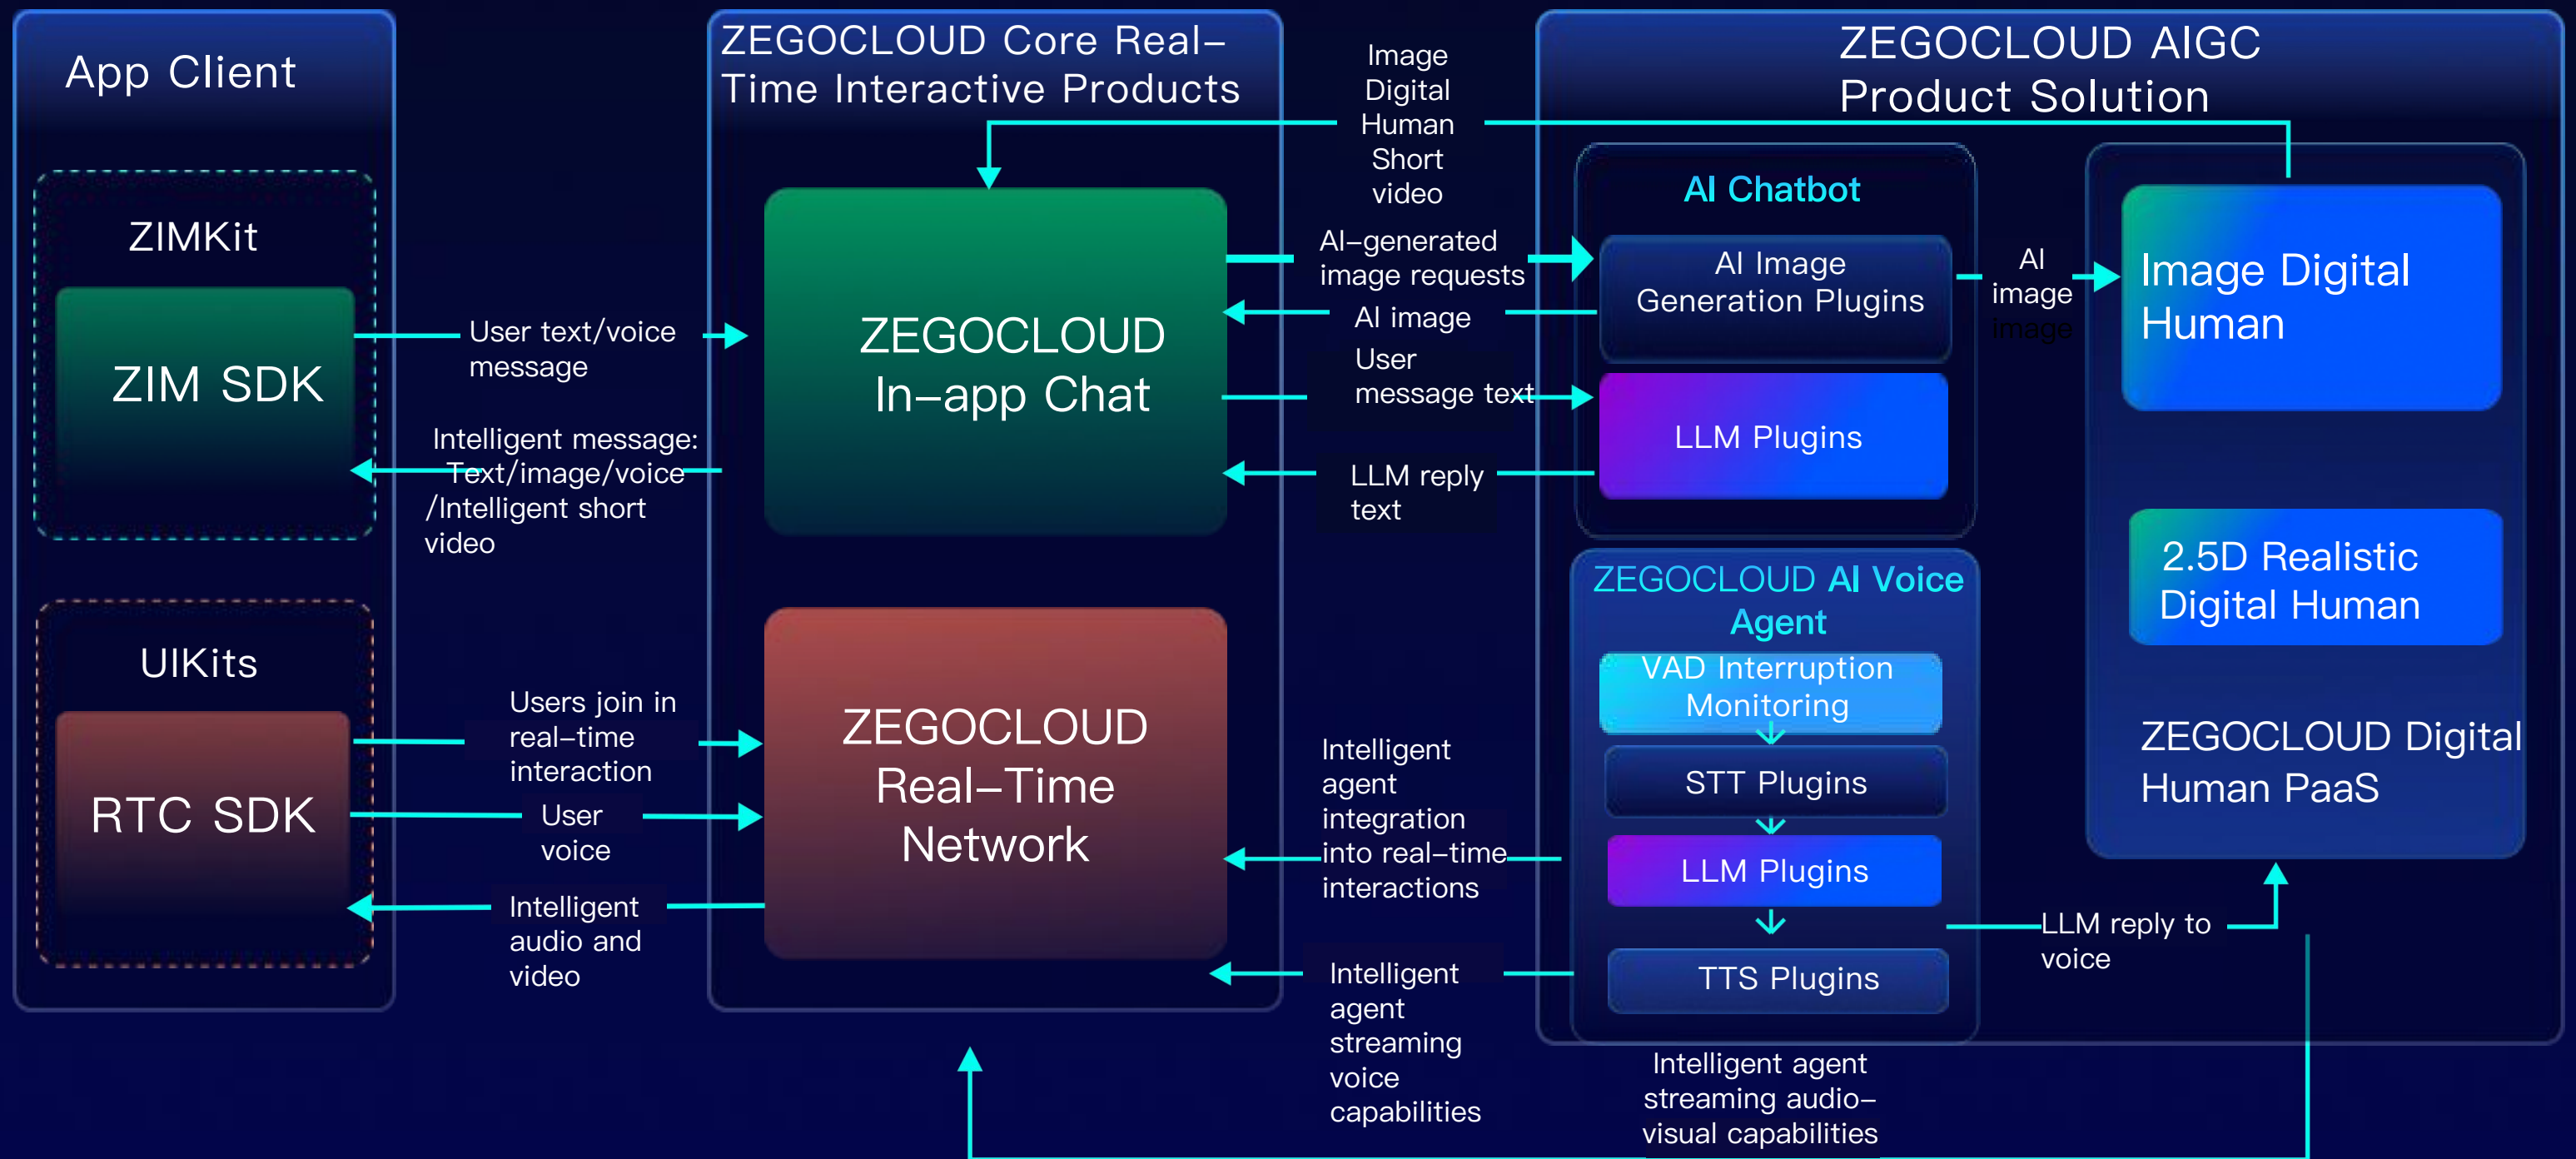 App Client
ZIMKit
ZIM SDK
UIKits
RTC SDK
User text/voice
message
Intelligent message:
Text/image/voice
/Intelligent short
video
Users join in
real-time
interaction
User
voice
Intelligent
audio and
video
ZEGOCLOUD Core Real-
Time Interactive Products
ZEGOCLOUD
In-app Chat
ZEGOCLOUD
Real-Time
Network
Image
Digital
Human
Short
video
AI-generated
image requests
AI image
User
message text
LLM reply
text
Intelligent
agent
integration
into real-time
interactions
Intelligent
agent
streaming
voice
capabilities
ZEGOCLOUD AIGC
Product Solution
AI Chatbot
AI Image
Generation Plugins
LLM Plugins
AI
image
image
ZEGOCLOUD AI Voice
Agent
VAD Interruption
Monitoring
STT Plugins
LLM Plugins
TTS Plugins
LLM reply to
voice
Image Digital
Human
2.5D Realistic
Digital Human
ZEGOCLOUD Digital
Human PaaS
Intelligent agent
streaming audio-
visual capabilities